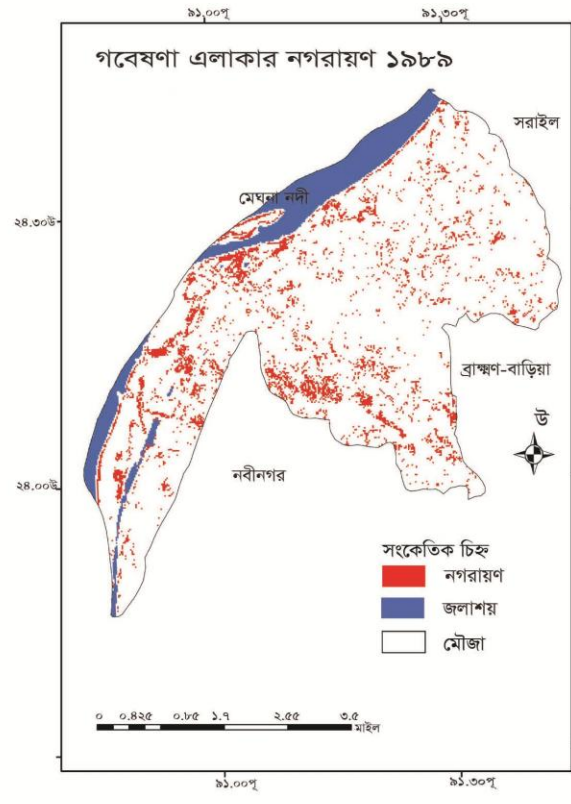 ৯১.০০পূ ৯১.৩০পূ
গবেষণা এলাকার নগরায়ণ ১৯৮৯
সরাইল
মেঘনা নদী
২৪.৩০উ
ব্রাহ্মণ-বাড়িয়া
উ
নবীনগর
২৪.০০উ
সংকেতিক চিহ্ন
নগরায়ণ
জলাশয়
মৌজা
০ ০.৪২৫ ০.৮৫ ১.৭ ২.৫৫ ৩.৫
মাইল
৯১.০০পূ ৯১.৩০পূ